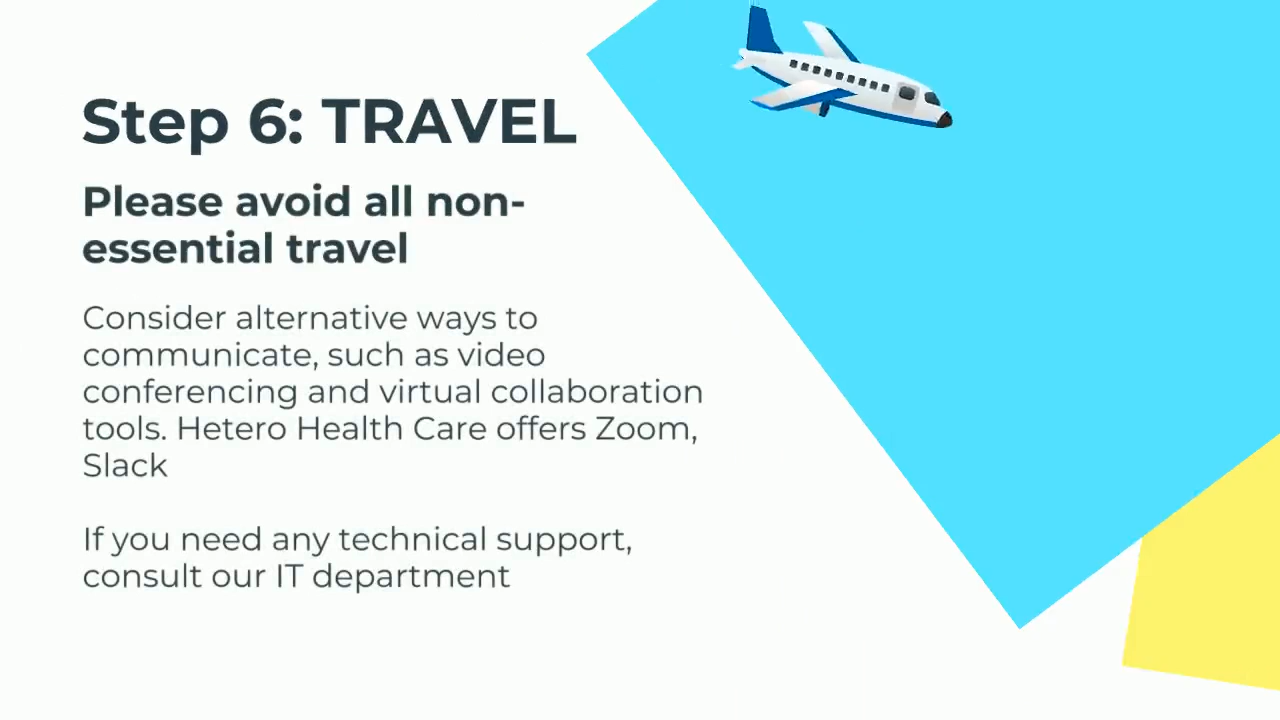 Step 6: TRAVEL
Please avoid all non-
essential travel
Consider alternative ways to
communicate, such as video
conferencing and virtual collaboration
tools. Hetero Health Care offers Zoom,
Slack
If you need any technical support,
consult our IT department